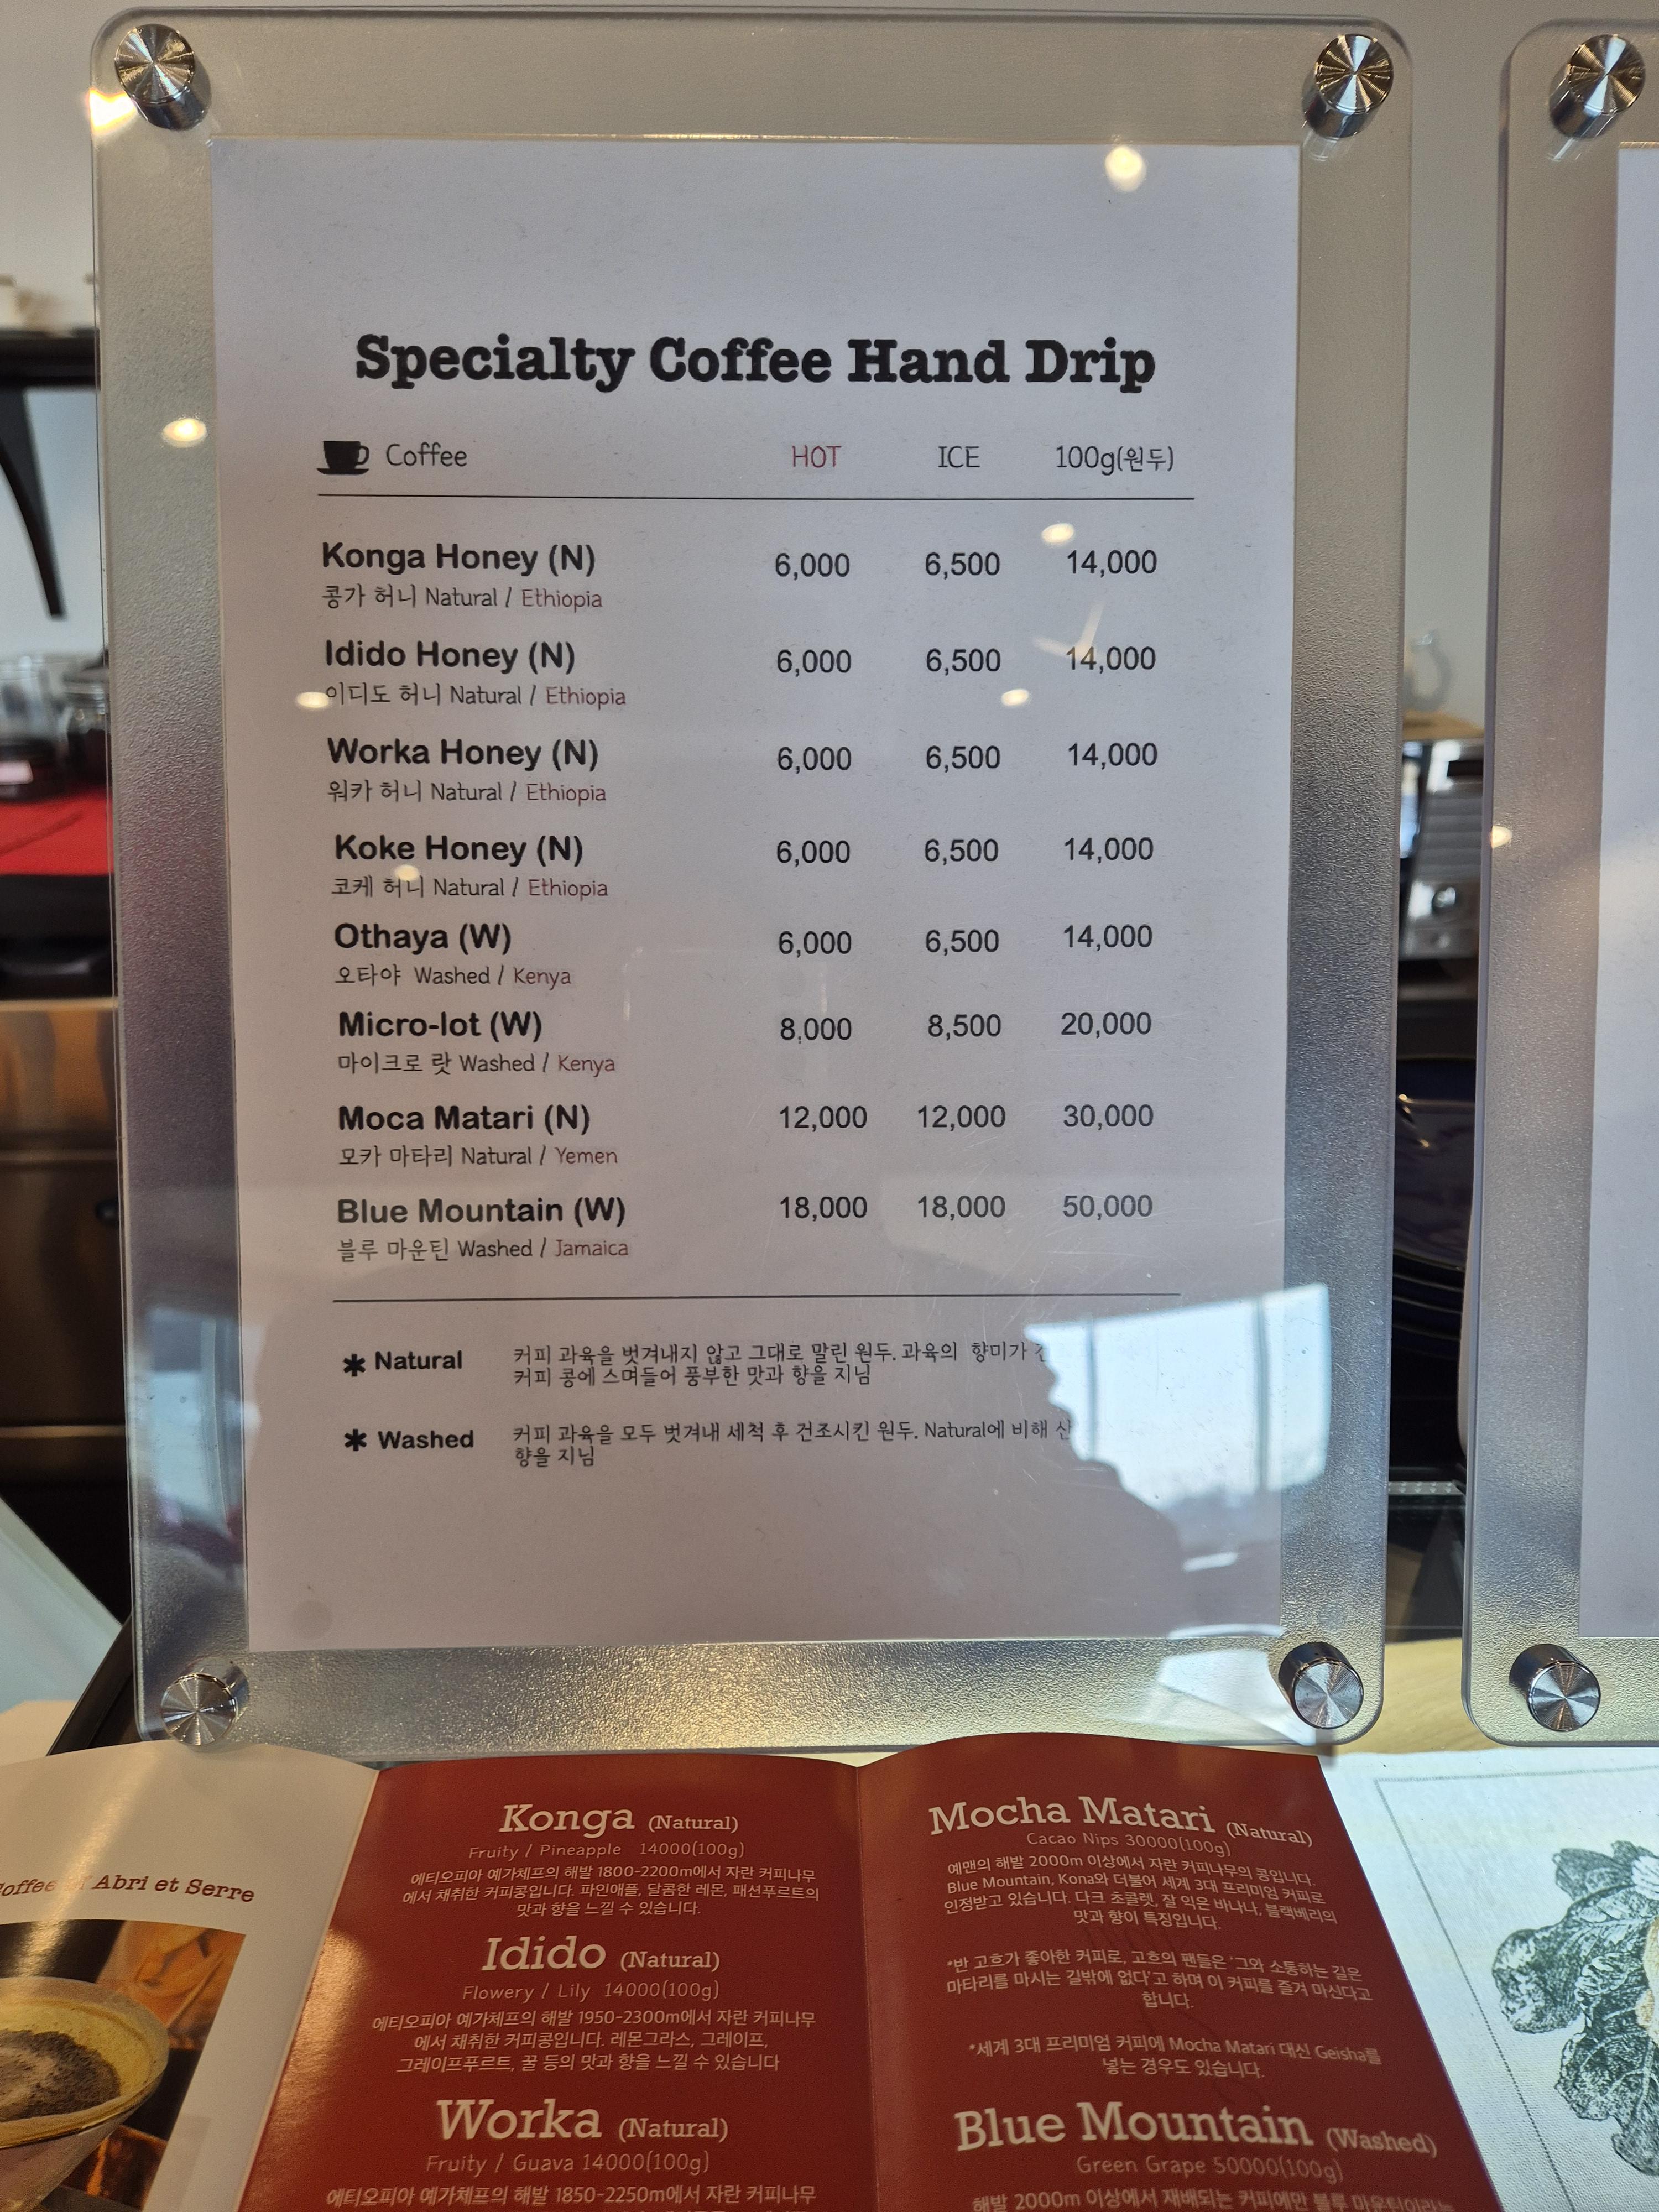 Specialty Coffee Hand Drip
Coffee HOT ICE 100g(원두)
Konga Honey (N) 6,000 6,500 14,000
콩가 허니 Natural / Ethiopia
Idido Honey (N) 6,000 6,500 14,000
이디도 허니 Natural / Ethiopia
Worka Honey (N) 6,000 6,500 14,000
워카 허니 Natural / Ethiopia
Koke Honey (N) 6,000 6,500 14,000
코케 허니 Natural / Ethiopia
Othaya (W) 6,000 6,500 14,000
오타야 Washed / Kenya
Micro-lot (W) 8,000 8,500 20,000
마이크로 랏 Washed / Kenya
Moca Matari (N) 12,000 12,000 30,000
모카 마타리 Natural / Yemen
Blue Mountain (W) 18,000 18,000 50,000
블루 마운틴 Washed / Jamaica
* Natural 커피 과육을 벗겨내지 않고 그대로 말린 원두. 과육의 향미가
커피 콩에 스며들어 풍부한 맛과 향을 지님
* Washed 커피 과육을 모두 벗겨내 세척 후 건조시킨 원두. Natural에 비해
향을 지님
Abri et Serre
Konga (Natural)
Fruity / Pineapple 14000(100g)
에티오피아 예가체프의 해발 1800-2200m에서 자란 커피나무
에서 채취한 커피콩입니다. 파인애플, 달콤한 레몬, 패션푸르트의
맛과 향을 느낄 수 있습니다.
Idido (Natural)
Flowery / Lily 14000(100g)
에티오피아 예가체프의 해발 1950-2300m에서 자란 커피나무
에서 채취한 커피콩입니다. 레몬그라스, 그레이프,
그레이프푸르트, 꿀 등의 맛과 향을 느낄 수 있습니다
Worka (Natural)
Fruity / Guava 14000(100g)
에티오피아 예가체프의 해발 1850-2250m에서 자란 커피나무
Mocha Matari (Natural)
Cacao Nips 30000(100g)
예맨의 해발 2000m 이상에서 자란 커피나무의 콩입니다.
Blue Mountain, Kona와 더불어 세계 3대 프리미엄 커피로
인정받고 있습니다. 다크 초콜렛, 잘 익은 바나나, 블랙베리의
맛과 향이 특징입니다.
*반 고흐가 좋아한 커피로, 고흐의 팬들은 '그와 소통하는 길은
마타리를 마시는 길밖에 없다'고 하며 이 커피를 즐겨 마신다고
합니다.
*세계 3대 프리미엄 커피에 Mocha Matari 대신 Geisha를
넣는 경우도 있습니다.
Blue Mountain (Washed)
Green Grape 50000(100g)
해발 2000m 이상에서 재배되는 커피에만 블루